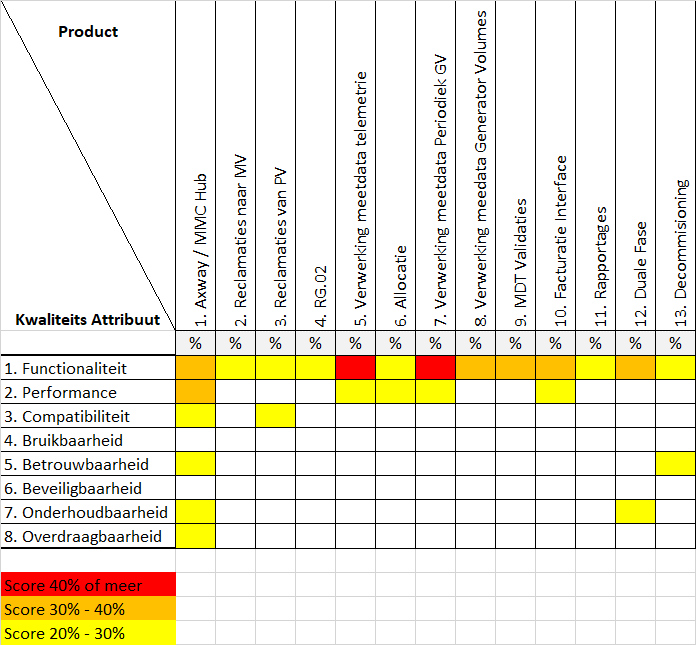 Product
Kwaliteits Attribuut
1. Axway / MMC Hub
2. Reclamaties naar MV
3. Reclamaties van PV
4. RG.02
5. Verwerking meetdata telemetrie
6. Allocatie
7. Verwerking meetdata Periodiek GV
8. Verwerking meedata Generator Volumes
9. MDT Validaties
10. Facturatie Interface
11. Rapportages
12. Duale Fase
13. Decommisioning
% % % % % % % % % % % % %
1. Functionaliteit
2. Performance
3. Compatibiliteit
4. Bruikbaarheid
5. Betrouwbaarheid
6. Beveiligbaarheid
7. Onderhoudbaarheid
8. Overdraagbaarheid
Score 40% of meer
Score 30% - 40%
Score 20% - 30%